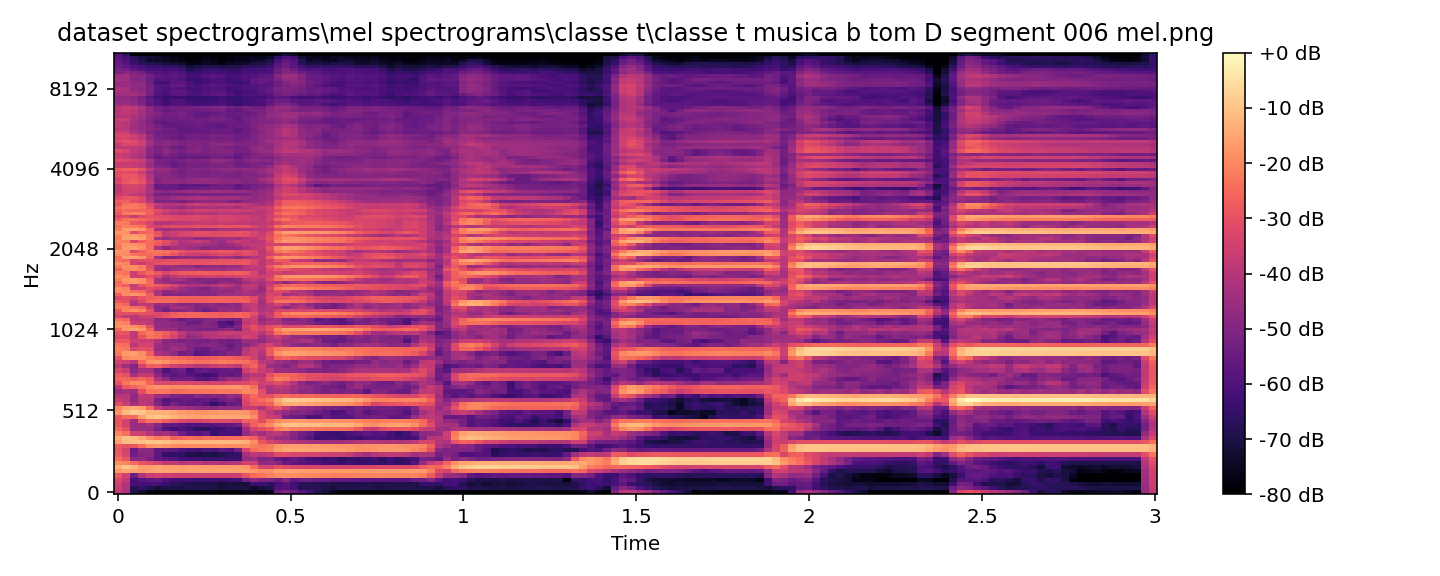 dataset spectrograms\mel spectrograms\classe t\classe t musica b tom D segment 006 mel.png
Hz
8192
4096
2048
1024
512
0
0
0.5
1
1.5
2
2.5
3
Time
+0 dB
-10 dB
-20 dB
-30 dB
-40 dB
-50 dB
-60 dB
-70 dB
-80 dB